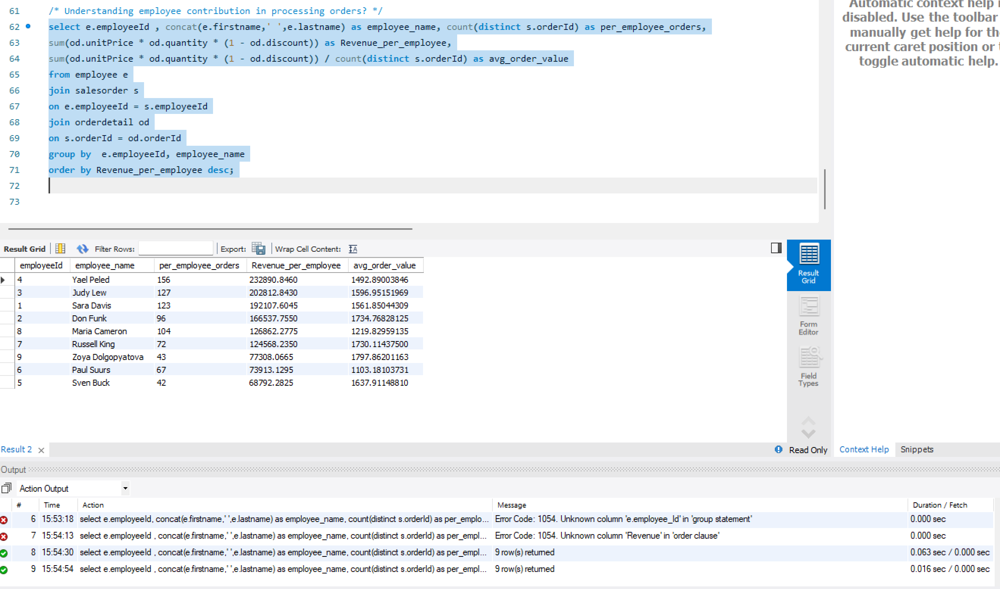 61 /* Understanding employee contribution in processing orders? */
62 select e.employeeId , concat(e.firstname,' ',e.lastname) as employee_name, count(distinct s.orderId) as per_employee_orders,
63 sum(od.unitPrice * od.quantity * (1 - od.discount)) as Revenue_per_employee,
64 sum(od.unitPrice * od.quantity * (1 - od.discount)) / count(distinct s.orderId) as avg_order_value
65 from employee e
66 join salesorder s
67 on e.employeeId = s.employeeId
68 join orderdetail od
69 on s.orderId = od.orderId
70 group by  e.employeeId, employee_name
71 order by Revenue_per_employee desc;
72
73
Automatic context help
disabled. Use the toolbar
manually get help for
current caret position or
toggle automatic help.
Result Grid Filter Rows: Export: Wrap Cell Content:
employeeId employee_name per_employee_orders Revenue_per_employee avg_order_value
4 Yael Peled 156 232890.8460 1492.89003846
3 Judy Lew 127 202812.8430 1596.95151969
1 Sara Davis 123 192107.6045 1561.85044309
2 Don Funk 96 166537.7550 1734.76828125
8 Maria Cameron 104 126862.2775 1219.82959135
7 Russell King 72 124568.2350 1730.11437500
9 Zoya Dolgopyatova 43 77308.0665 1797.86201163
6 Paul Suurs 67 73913.1295 1103.18103731
5 Sven Buck 42 68792.2825 1637.91148810
Result
Grid
Form
Editor
Field
Types
Result 2 Read Only Context Help Snippets
Output
Action Output
# Time Action Message Duration / Fetch
6 15:53:18 select e.employeeId, concat(e.firstname,' ',e.lastname) as employee_name, count(distinct s.orderId) as per_emplo... Error Code: 1054. Unknown column 'e.employee_Id' in 'group statement' 0.000 sec
7 15:54:13 select e.employeeId , concat(e.firstname,' ',e.lastname) as employee_name, count(distinct s.orderId) as per_empl... Error Code: 1054. Unknown column 'Revenue' in 'order clause' 0.000 sec
8 15:54:30 select e.employeeId , concat(e.firstname,' ',e.lastname) as employee_name, count(distinct s.orderId) as per_empl... 9 row(s) returned 0.063 sec / 0.000 sec
9 15:54:54 select e.employeeId , concat(e.firstname,' ',e.lastname) as employee_name, count(distinct s.orderId) as per_empl... 9 row(s) returned 0.016 sec / 0.000 sec